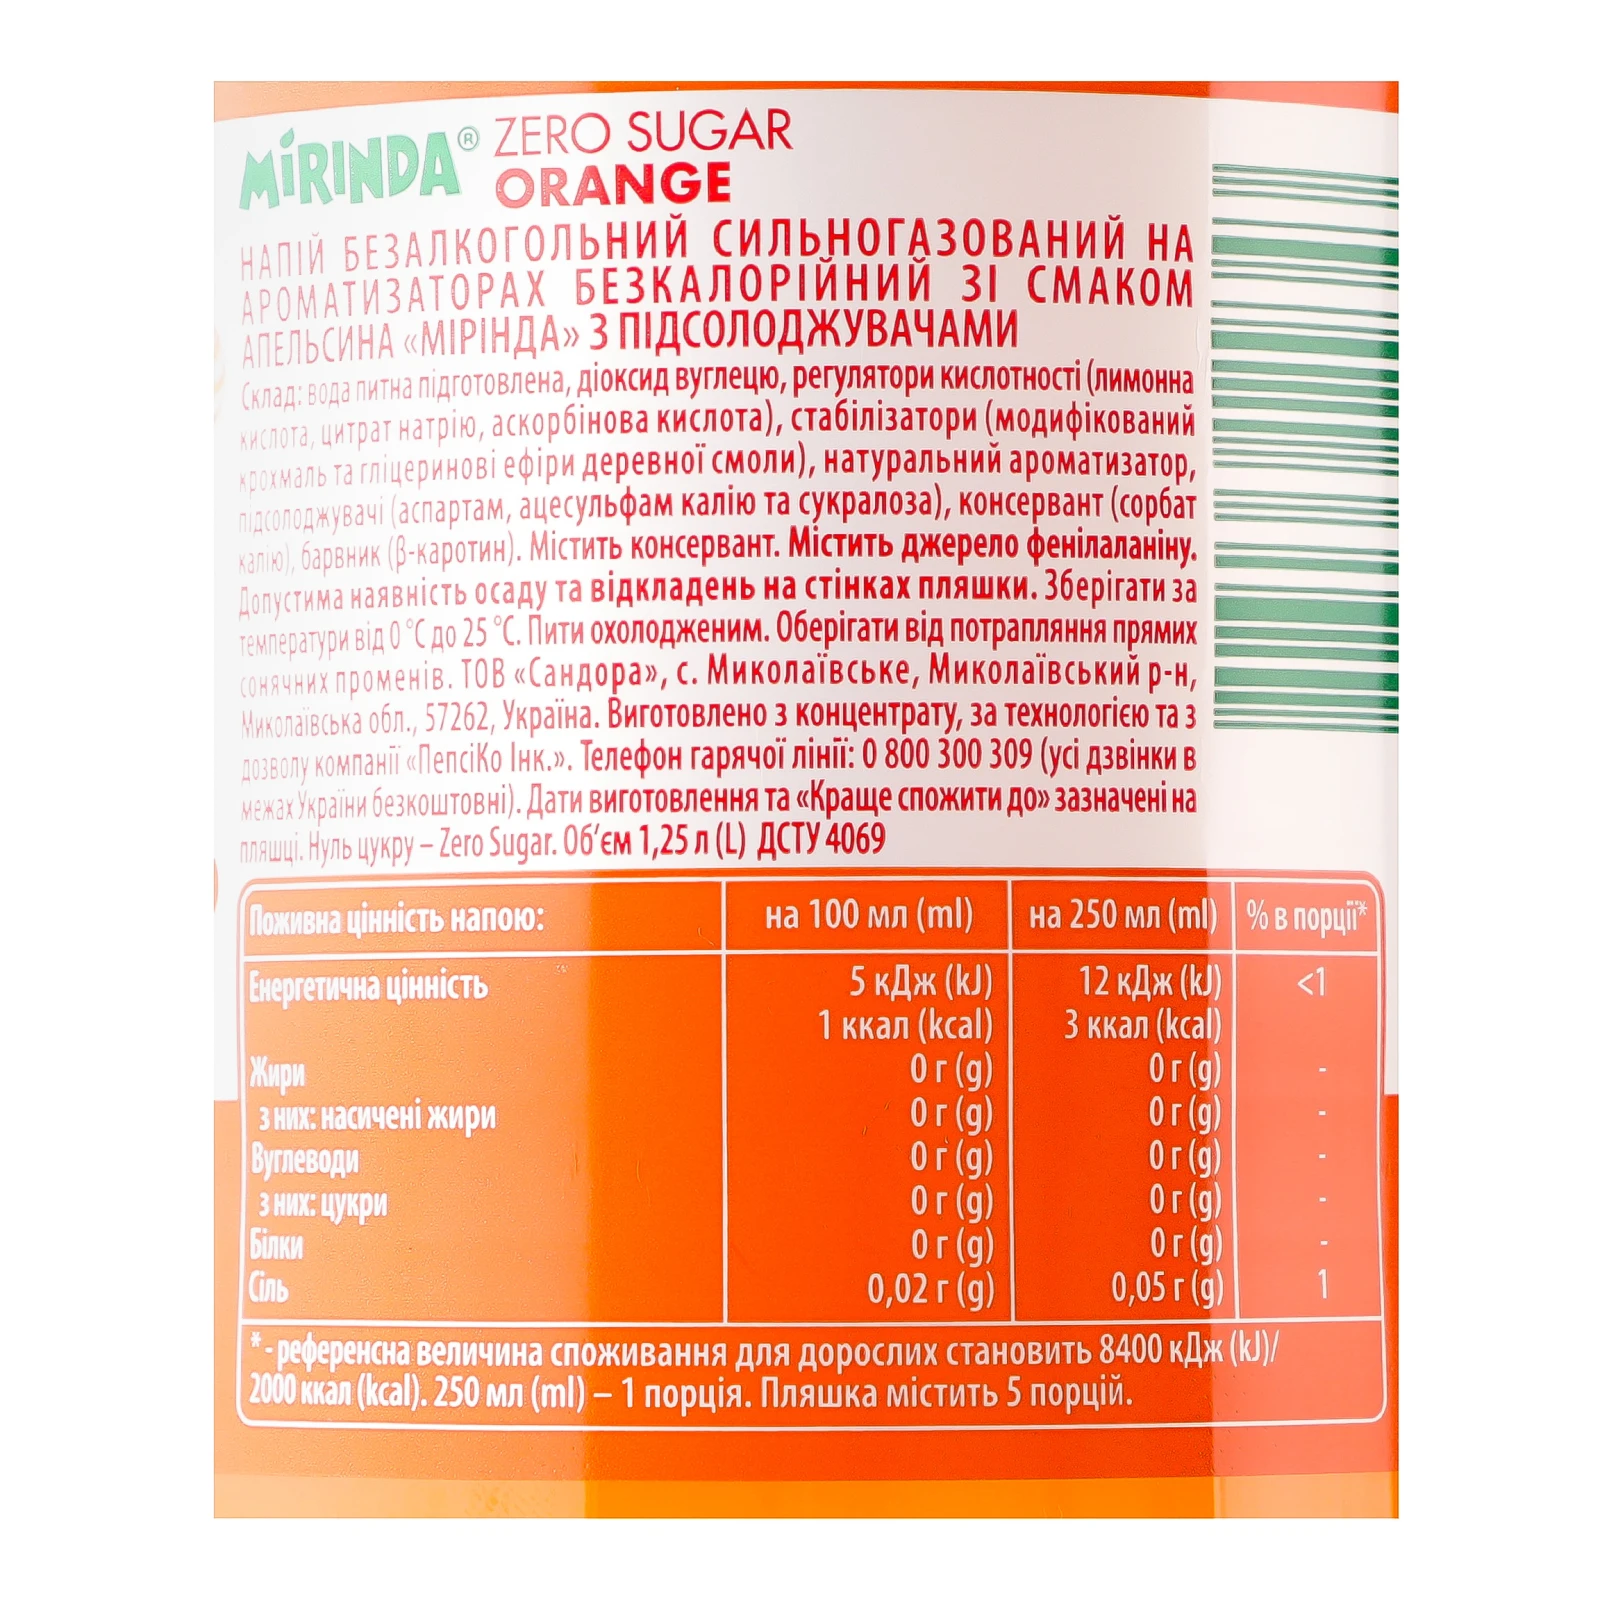 MIRINDA® ZERO SUGAR
ORANGE
НАПІЙ БЕЗАЛКОГОЛЬНИЙ СИЛЬНОГАЗОВАНИЙ НА
АРОМАТИЗАТОРАХ БЕЗКАЛОРІЙНИЙ ЗІ СМАКОМ
АПЕЛЬСИНА «МІРІНДА» З ПІДСОЛОДЖУВАЧАМИ
Склад: вода питна підготовлена, діоксид вуглецю, регулятори кислотності (лимонна
кислота, цитрат натрію, аскорбінова кислота), стабілізатори (модифікований
крохмаль та гліцеринові ефіри деревної смоли), натуральний ароматизатор,
підсолоджувачі (аспартам, ацесульфам калію та сукралоза), консервант (сорбат
калію), барвник (β-каротин). Містить консервант. Містить джерело фенілаланіну.
Допустима наявність осаду та відкладень на стінках пляшки. Зберігати за
температури від 0 °С до 25 °С. Пити охолодженим. Оберігати від потрапляння прямих
сонячних променів. ТОВ «Сандора», с. Миколаївське, Миколаївський р-н,
Миколаївська обл., 57262, Україна. Виготовлено з концентрату, за технологією та з
дозволу компанії «ПепсіКо Інк.». Телефон гарячої лінії: 0 800 300 309 (усі дзвінки в
межах України безкоштовні). Дати виготовлення та «Краще спожити до» зазначені на
пляшці. Нуль цукру – Zero Sugar. Об'єм 1,25 л (L) ДСТУ 4069
Поживна цінність напою: на 100 мл (ml) на 250 мл (ml) % в порції*
Енергетична цінність 5 кДж (kJ) 12 кДж (kJ) <1
1 ккал (kcal) 3 ккал (kcal)
Жири 0 г (g) 0 г (g) -
з них: насичені жири 0 г (g) 0 г (g) -
Вуглеводи 0 г (g) 0 г (g) -
з них: цукри 0 г (g) 0 г (g) -
Білки 0 г (g) 0 г (g) -
Сіль 0,02 г (g) 0,05 г (g) 1
* - референсна величина споживання для дорослих становить 8400 кДж (kJ)/
2000 ккал (kcal). 250 мл (ml) – 1 порція. Пляшка містить 5 порцій.